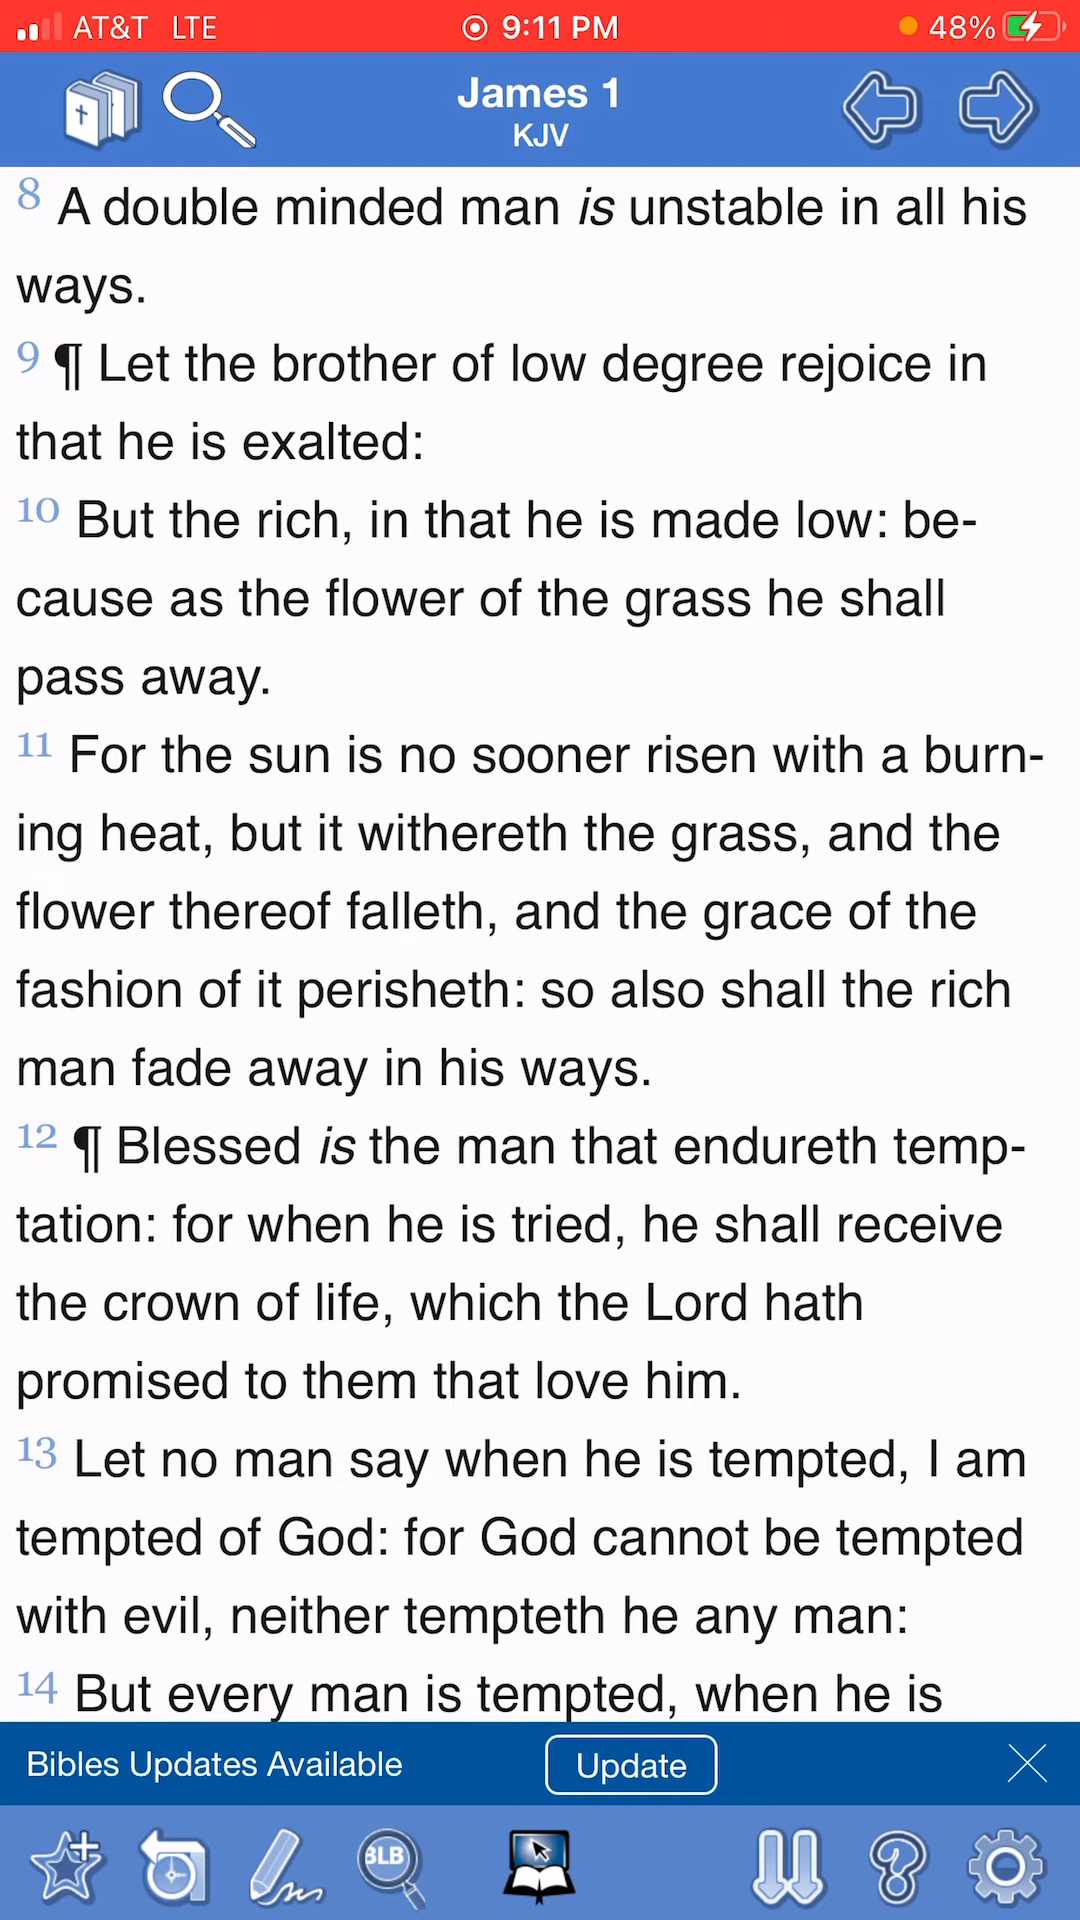 AT&T LTE 9:11 PM 48%
James 1
KJV
8 A double minded man is unstable in all his
ways.
9 ¶ Let the brother of low degree rejoice in
that he is exalted:
10 But the rich, in that he is made low: be-
cause as the flower of the grass he shall
pass away.
11 For the sun is no sooner risen with a burn-
ing heat, but it withereth the grass, and the
flower thereof falleth, and the grace of the
fashion of it perisheth: so also shall the rich
man fade away in his ways.
12 ¶ Blessed is the man that endureth temp-
tation: for when he is tried, he shall receive
the crown of life, which the Lord hath
promised to them that love him.
13 Let no man say when he is tempted, I am
tempted of God: for God cannot be tempted
with evil, neither tempteth he any man:
14 But every man is tempted, when he is
Bibles Updates Available Update
BLB